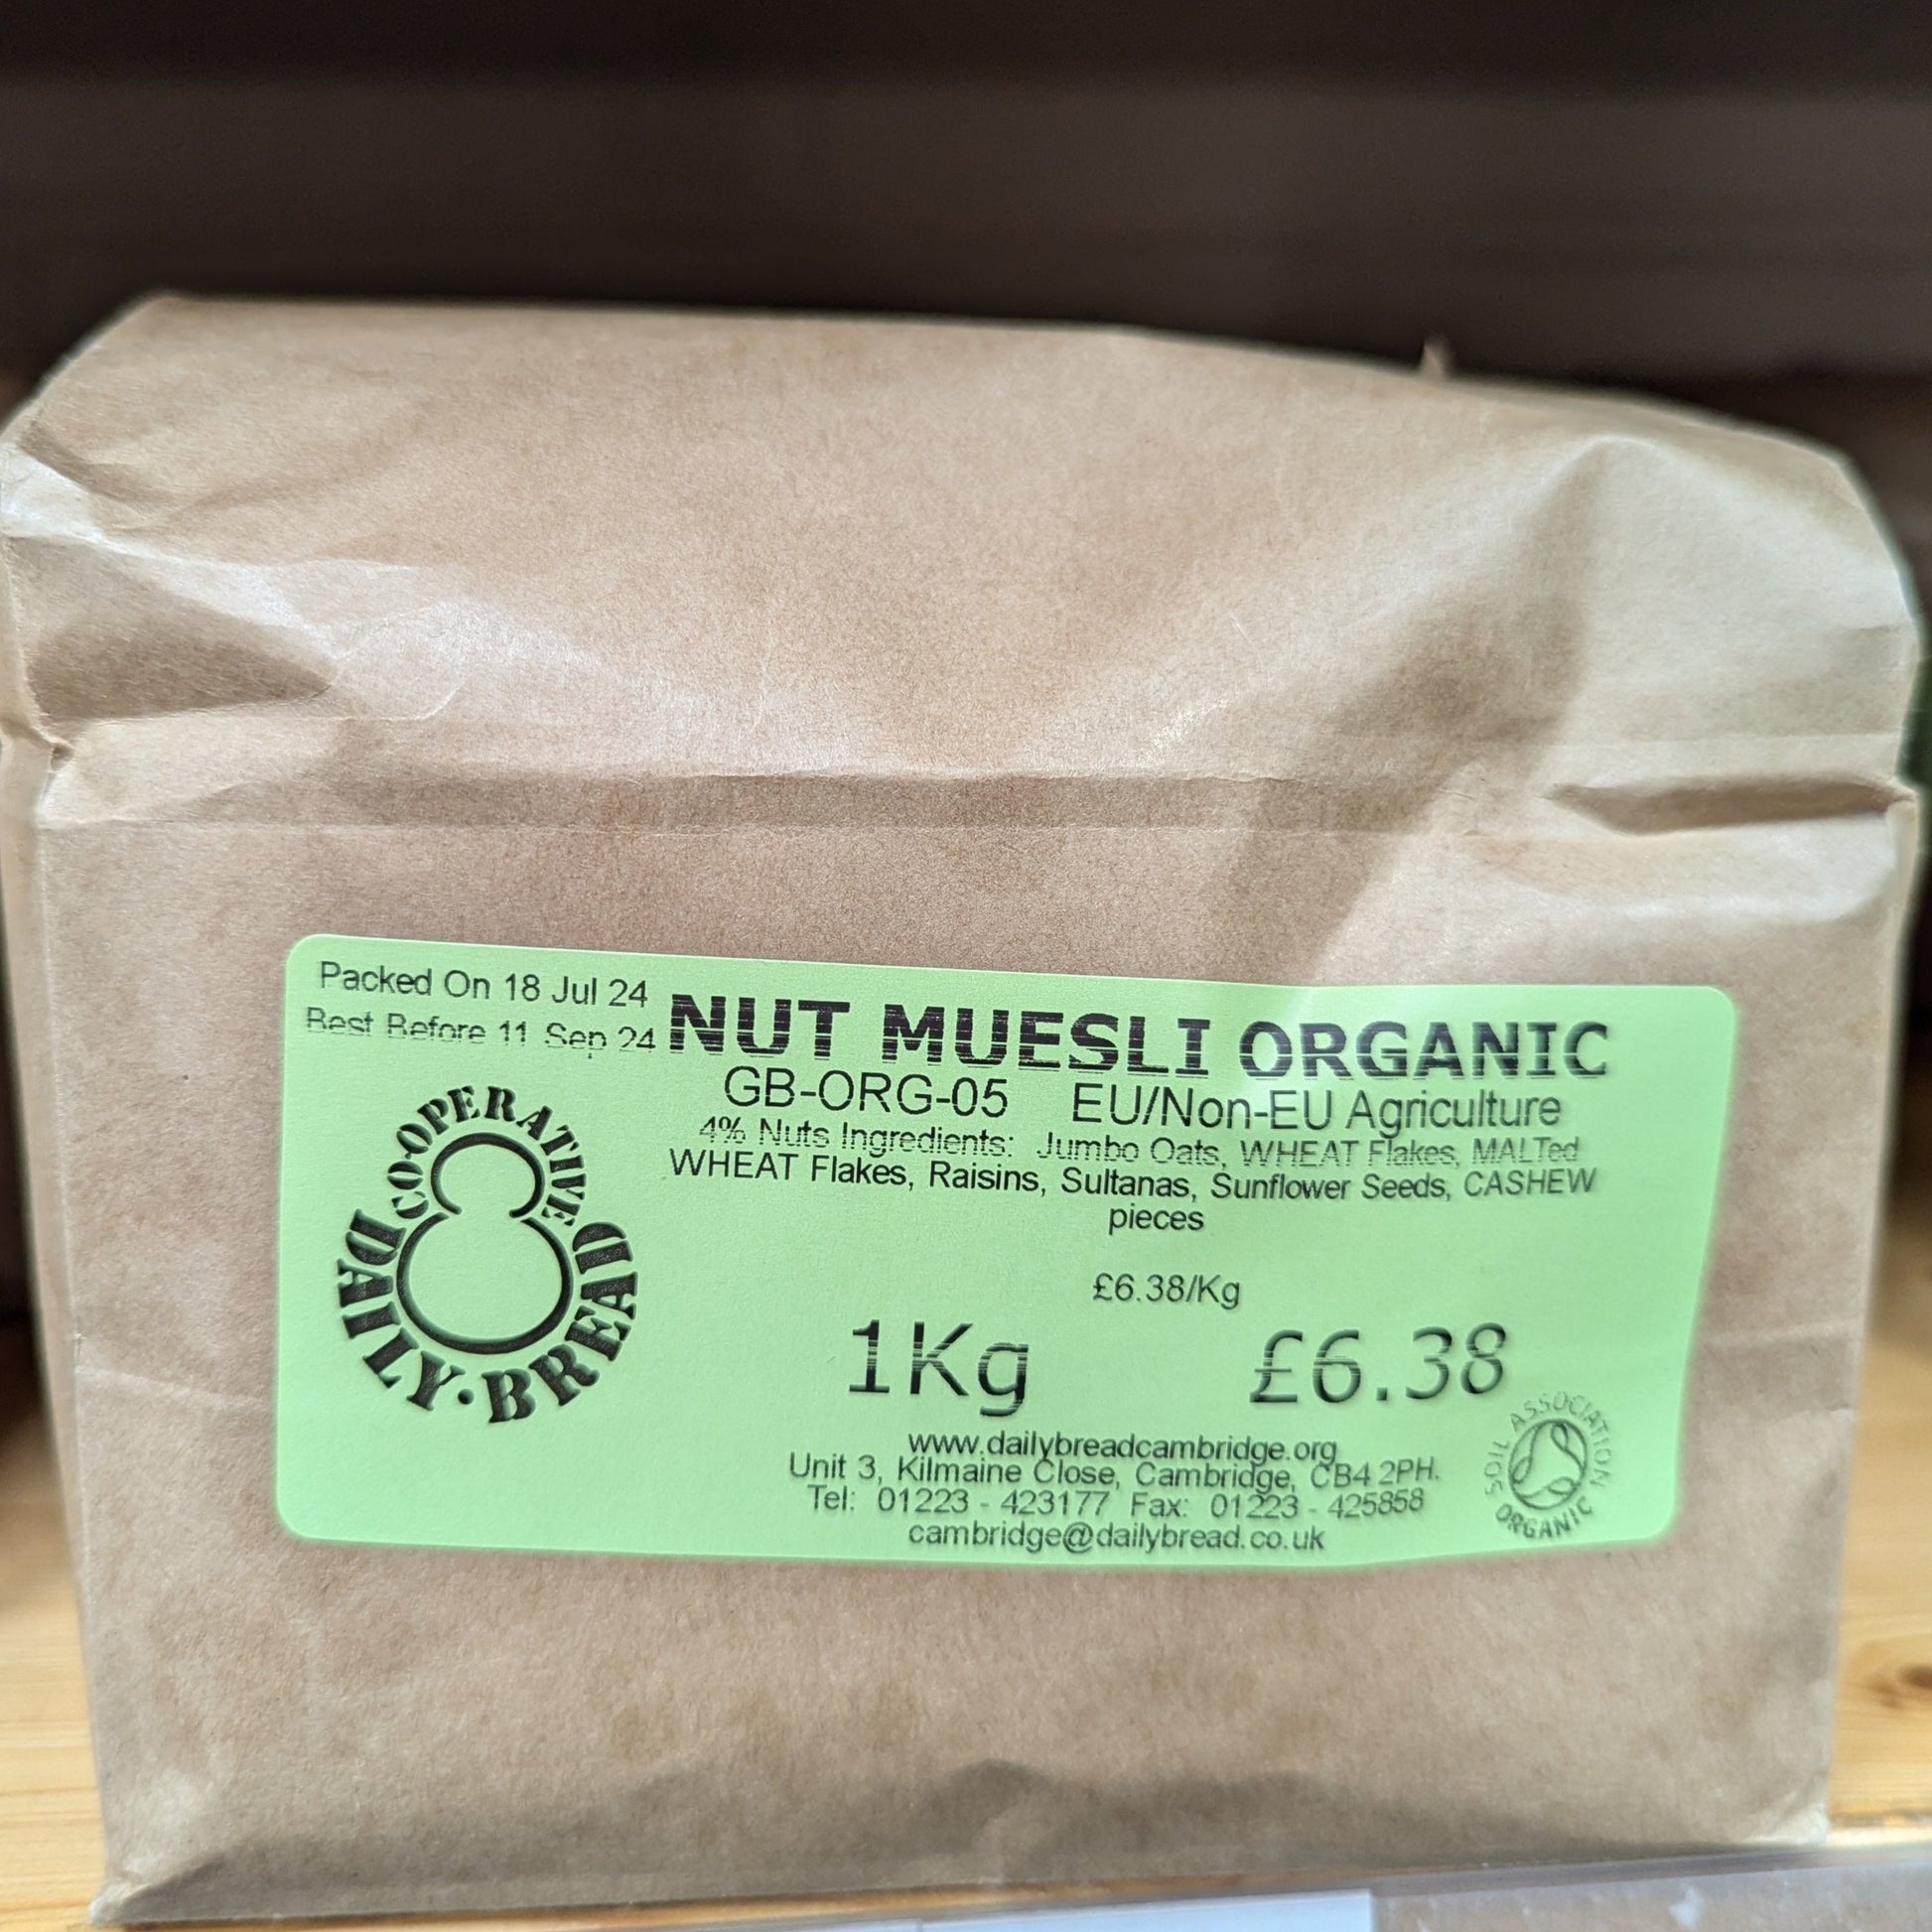 Packed On 18 Jul 24
Best Before 11 Sep 24
NUT MUESLI ORGANIC
GB-ORG-05 EU/Non-EU Agriculture
4% Nuts Ingredients: Jumbo Oats, WHEAT Flakes, MALTed
WHEAT Flakes, Raisins, Sultanas, Sunflower Seeds, CASHEW
pieces
CO-OPERATIVE
DAILY·BREAD
£6.38/Kg
1Kg £6.38
www.dailybreadcambridge.org
Unit 3, Kilmaine Close, Cambridge, CB4 2PH.
Tel: 01223 - 423177 Fax: 01223 - 425858
cambridge@dailybread.co.uk
SOIL ASSOCIATION
ORGANIC